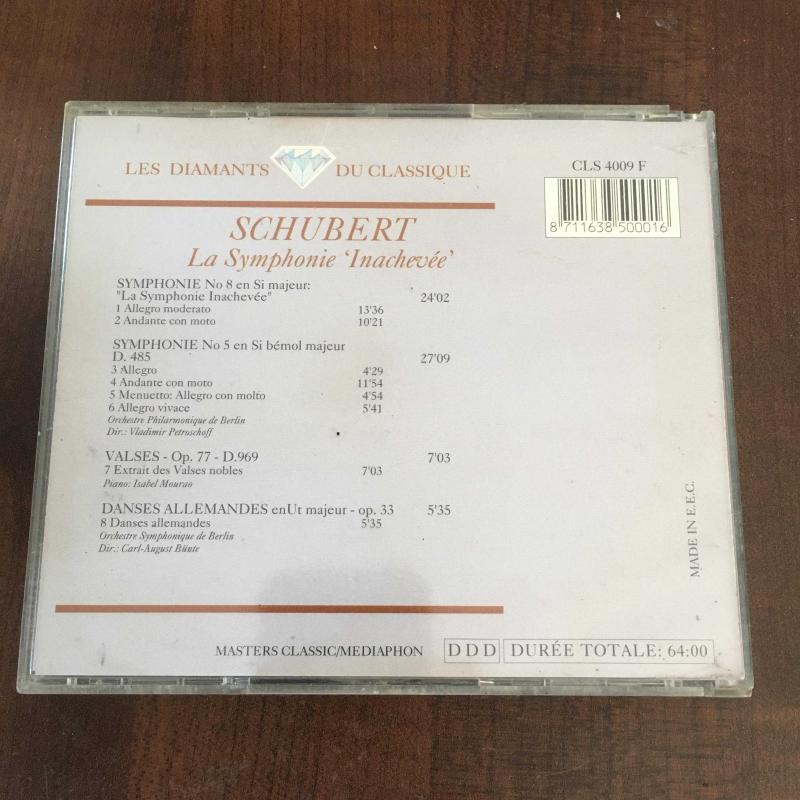 LES DIAMANTS DU CLASSIQUE
CLS 4009 F
8 711638 500016
SCHUBERT
La Symphonie 'Inachevée'
SYMPHONIE No 8 en Si majeur:
"La Symphonie Inachevée" 24'02
1 Allegro moderato 13'36
2 Andante con moto 10'21
SYMPHONIE No 5 en Si bémol majeur
D. 485 27'09
3 Allegro 4'29
4 Andante con moto 11'54
5 Menuetto: Allegro con molto 4'54
6 Allegro vivace 5'41
Orchestre Philarmonique de Berlin
Dir.: Vladimir Petroschoff
VALSES - Op. 77 - D.969 7'03
7 Extrait des Valses nobles 7'03
Piano: Isabel Mourao
DANSES ALLEMANDES enUt majeur - op. 33 5'35
8 Danses allemandes 5'35
Orchestre Symphonique de Berlin
Dir.: Carl-August Bünte
MADE IN E.E.C.
MASTERS CLASSIC/MEDIAPHON DDD DURÉE TOTALE: 64:00